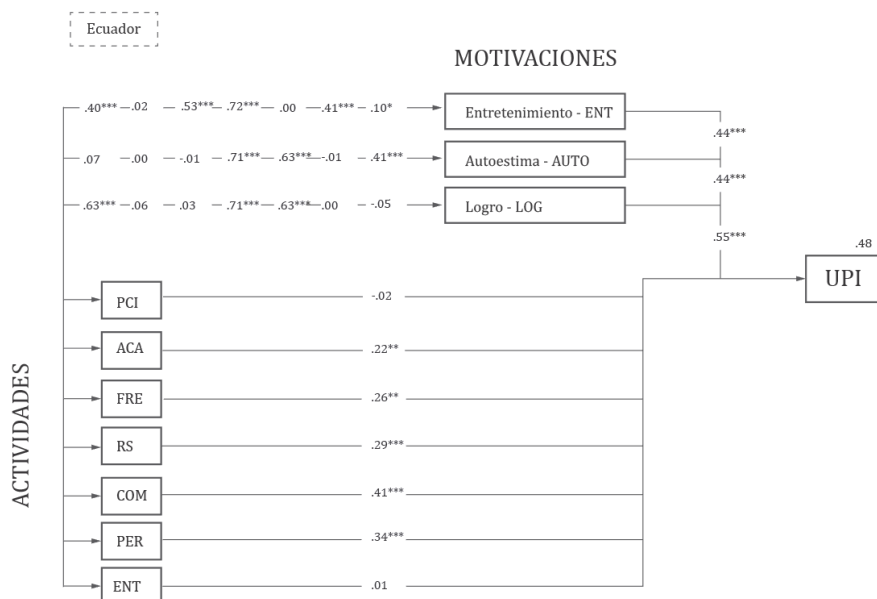 Ecuador
MOTIVACIONES
.40*** .02 .53*** .72*** .00 .41*** .10* Entretenimiento - ENT
.44***
.07 .00 -.01 .71*** .63*** -.01 .41*** Autoestima - AUTO
.44***
.63*** .06 .03 .71*** .63*** .00 -.05 Logro - LOG
.55***
.48
UPI
ACTIVIDADES
PCI -.02
ACA .22**
FRE .26**
RS .29***
COM .41***
PER .34***
ENT .01